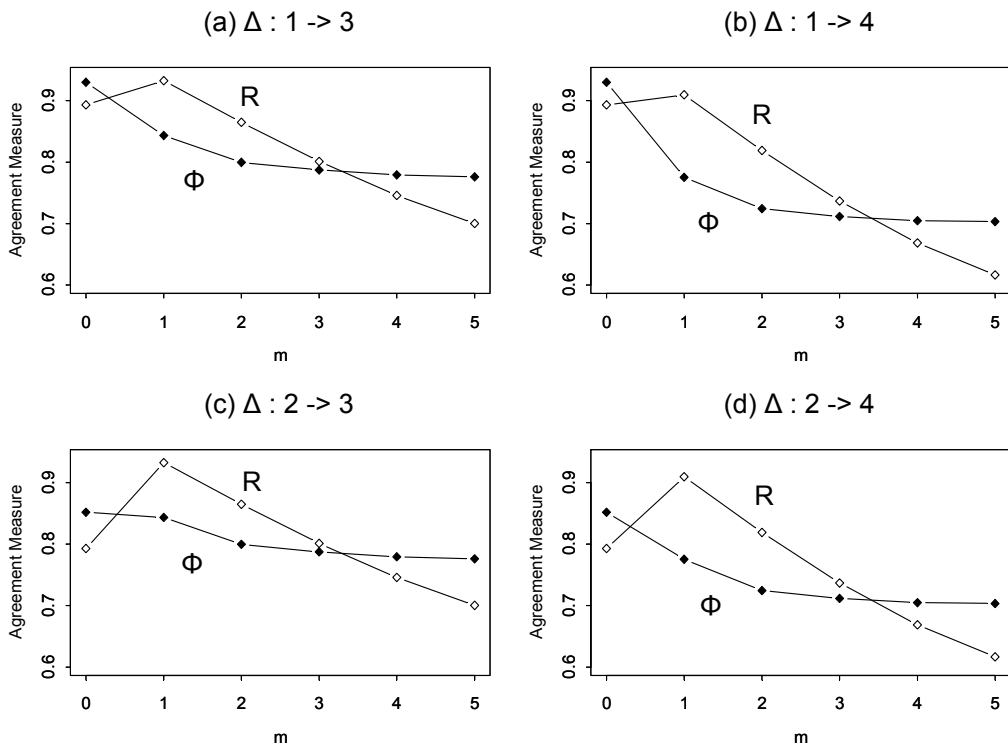 (a) Δ : 1 -> 3
Agreement Measure
0.9
0.8
0.7
0.6
R
Φ
0 1 2 3 4 5
m
(b) Δ : 1 -> 4
Agreement Measure
0.9
0.8
0.7
0.6
R
Φ
0 1 2 3 4 5
m
(c) Δ : 2 -> 3
Agreement Measure
0.9
0.8
0.7
0.6
R
Φ
0 1 2 3 4 5
m
(d) Δ : 2 -> 4
Agreement Measure
0.9
0.8
0.7
0.6
R
Φ
0 1 2 3 4 5
m